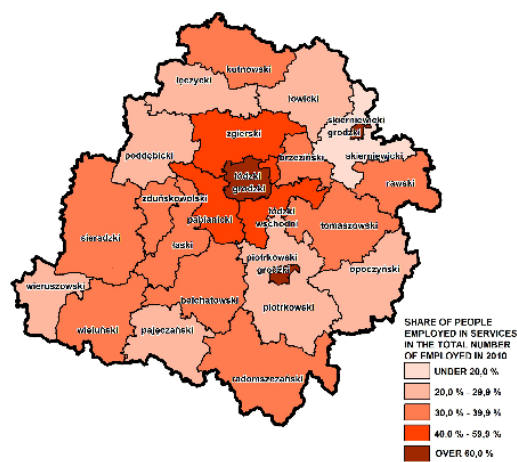 kutnowski
łęczycki
łowicki
skierniewicki
grodzki
zgierski
poddębicki
brzeziński
skierniewicki
łódzki
grodzki
rawski
zduńskowolski
pabianicki
łódzki
wschodni
sieradzki
tomaszowski
łaski
piotrkowski
grodzki
opoczyński
wieruszowski
bełchatowski
piotrkowski
wieluński
pajęczański
radomszczański
SHARE OF PEOPLE
EMPLOYED IN SERVICES
IN THE TOTAL NUMBER
OF EMPLOYED IN 2010
UNDER 20,0 %
20,0 % - 29,9 %
30,0 % - 39,9 %
40,0 % - 59,9 %
OVER 60,0 %